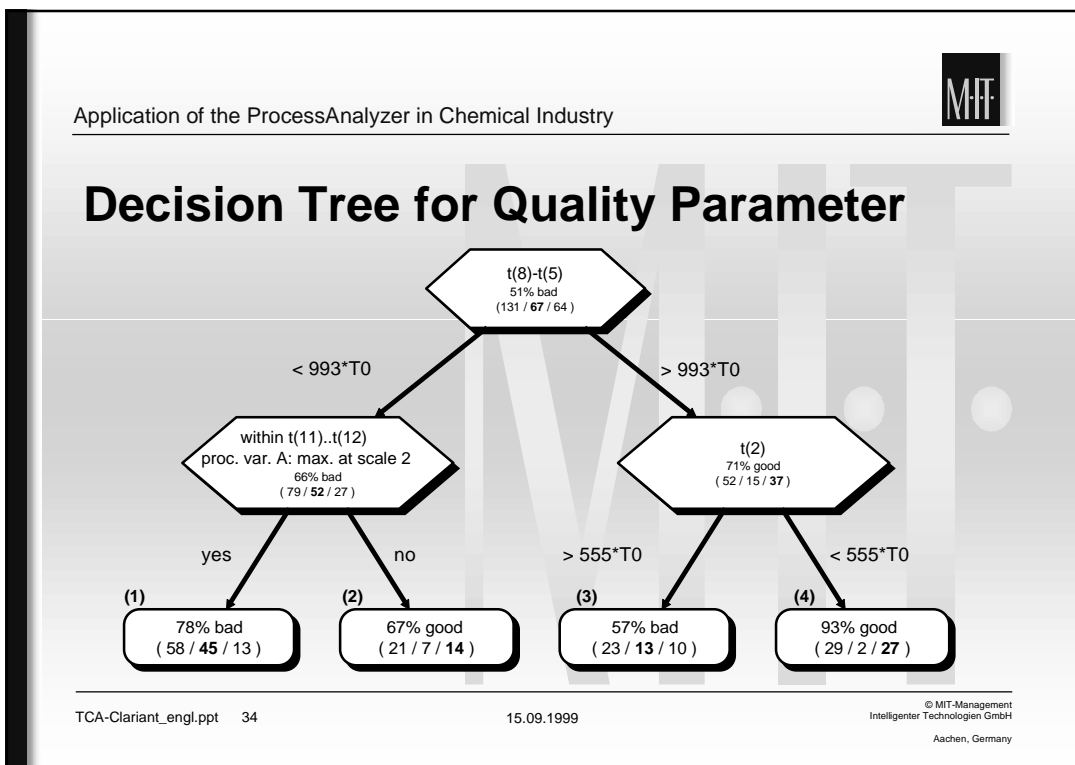 M·I·T
Application of the ProcessAnalyzer in Chemical Industry
Decision Tree for Quality Parameter
t(8)-t(5)
51% bad
(131 / 67 / 64 )
< 993*T0
> 993*T0
within t(11)..t(12)
proc. var. A: max. at scale 2
66% bad
( 79 / 52 / 27 )
t(2)
71% good
( 52 / 15 / 37 )
yes
no
> 555*T0
< 555*T0
(1)
78% bad
( 58 / 45 / 13 )
(2)
67% good
( 21 / 7 / 14 )
(3)
57% bad
( 23 / 13 / 10 )
(4)
93% good
( 29 / 2 / 27 )
TCA-Clariant_engl.ppt 34
15.09.1999
© MIT-Management
Intelligenter Technologien GmbH
Aachen, Germany